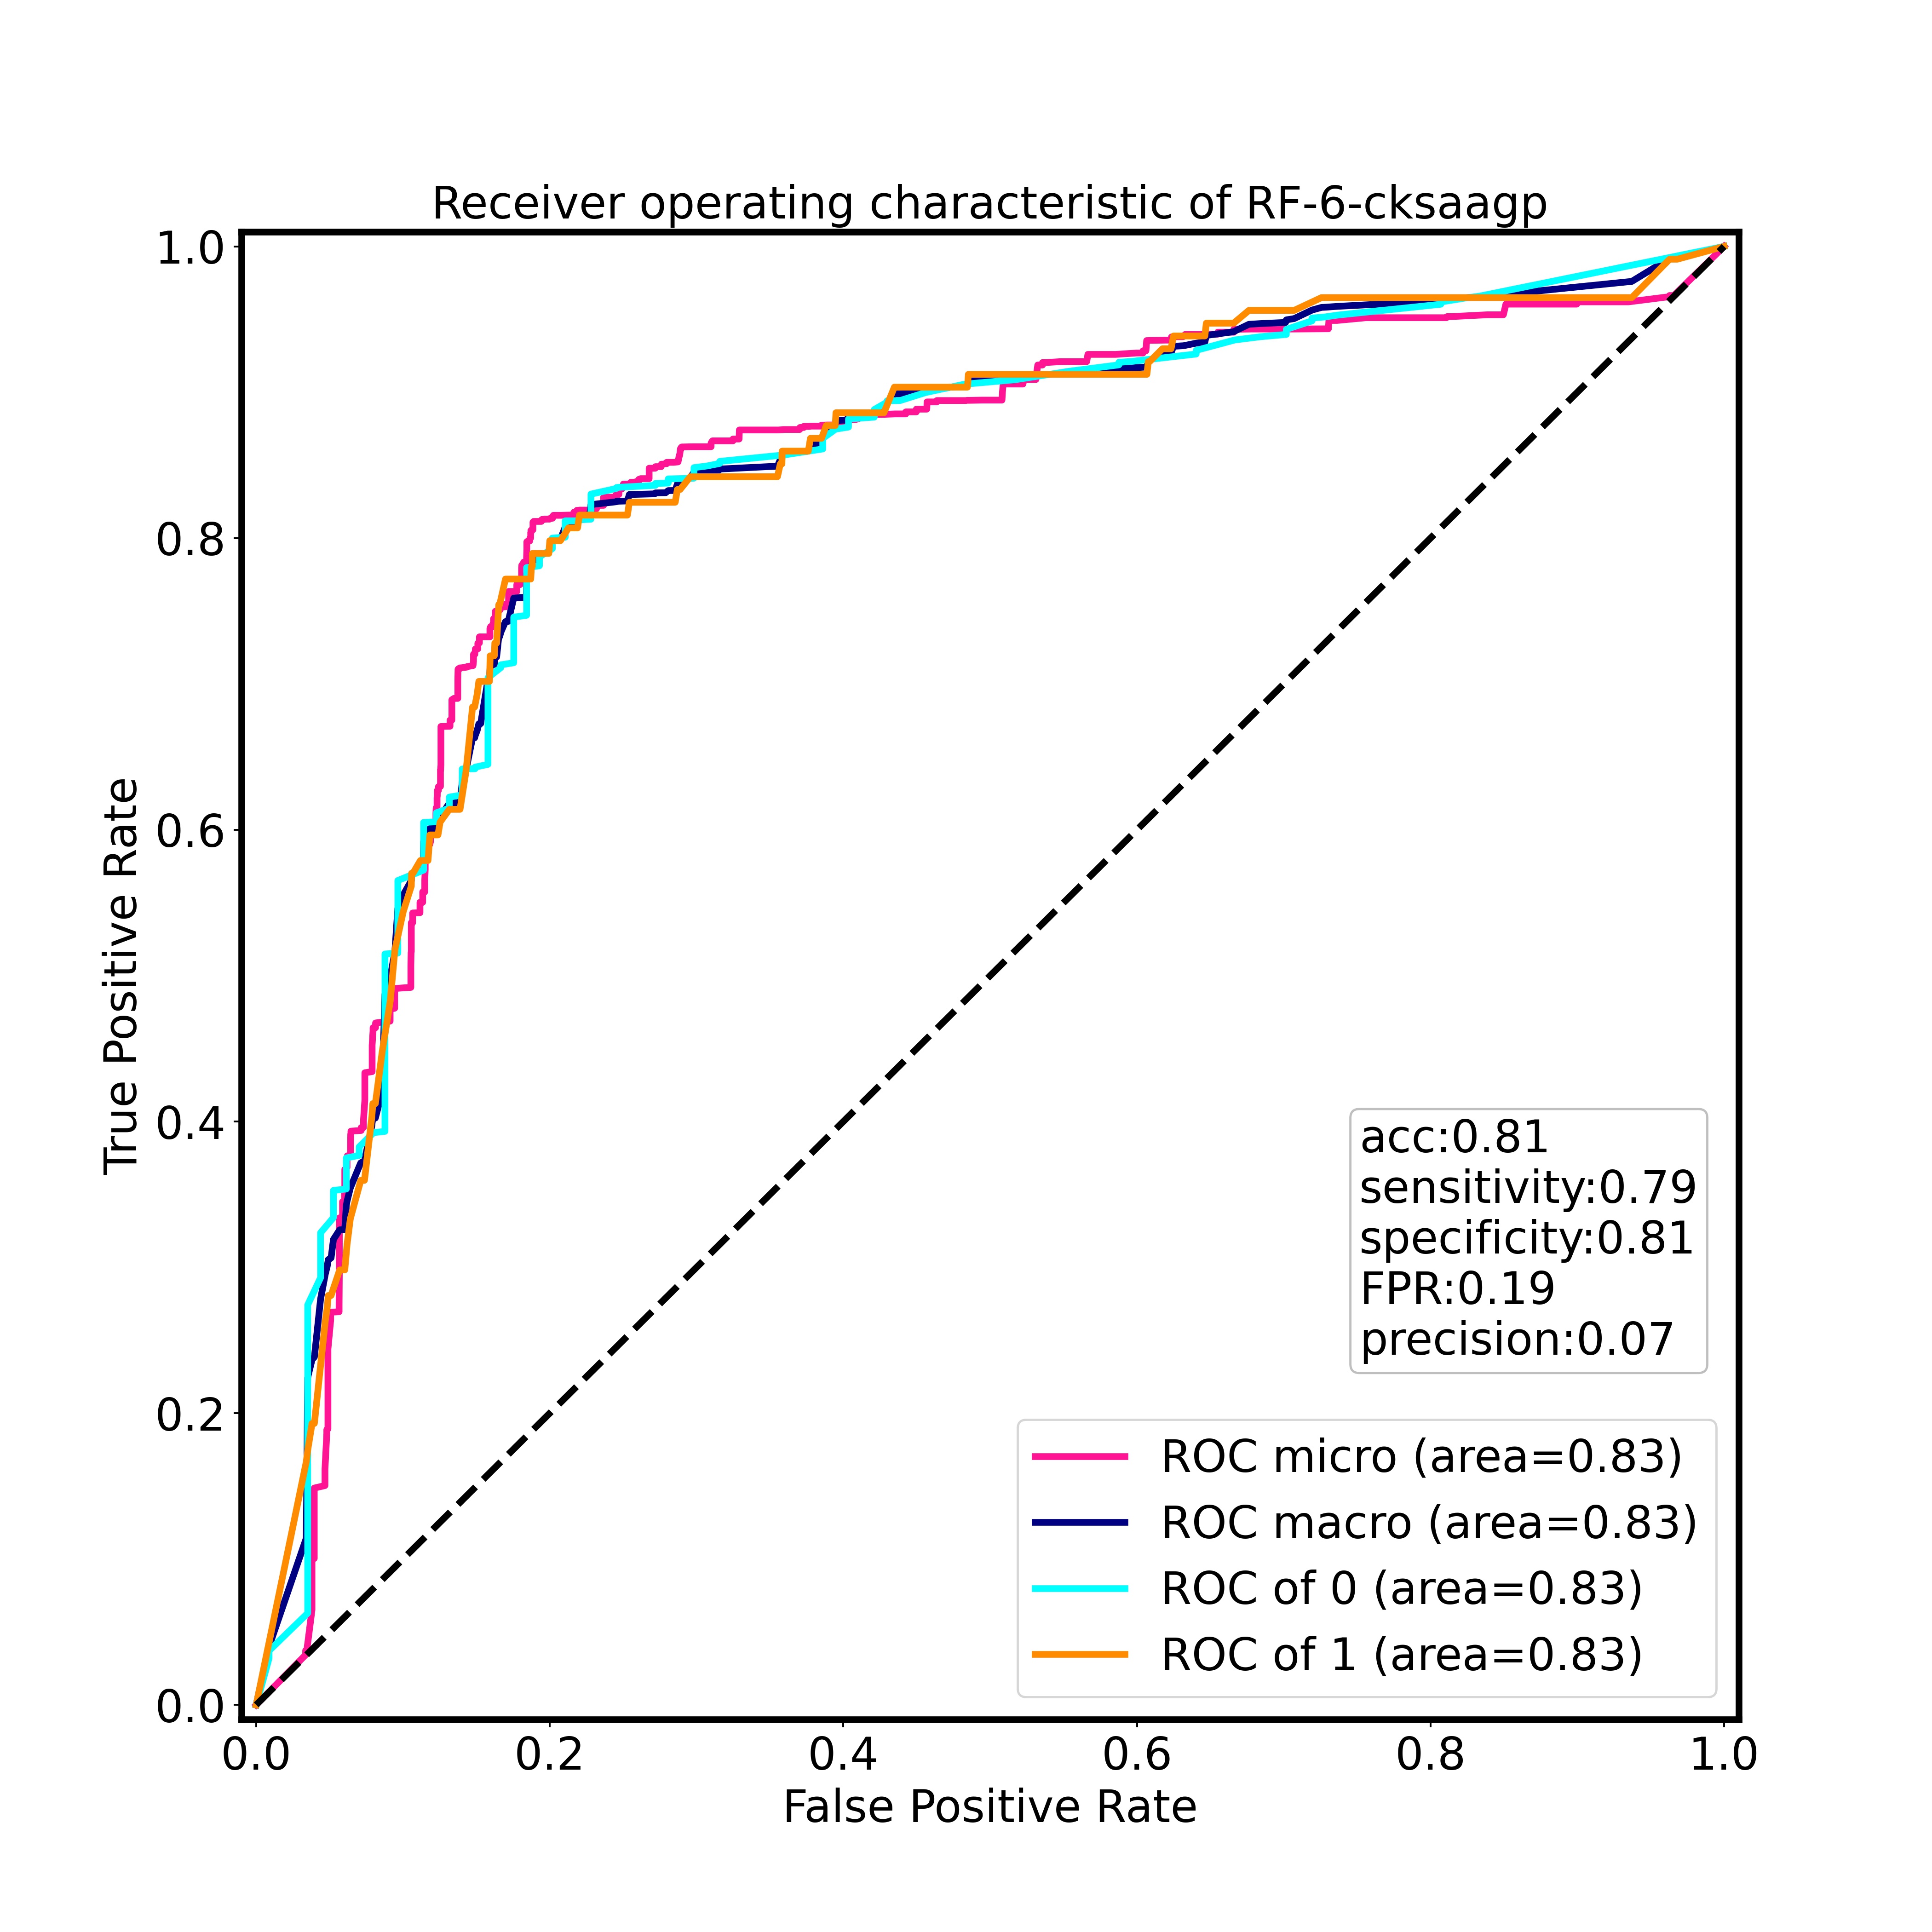 Receiver operating characteristic of RF-6-cksaagp
1.0
0.8
0.6
0.4
0.2
0.0
True Positive Rate
acc:0.81
sensitivity:0.79
specificity:0.81
FPR:0.19
precision:0.07
ROC micro (area=0.83)
ROC macro (area=0.83)
ROC of 0 (area=0.83)
ROC of 1 (area=0.83)
0.0 0.2 0.4 0.6 0.8 1.0
False Positive Rate